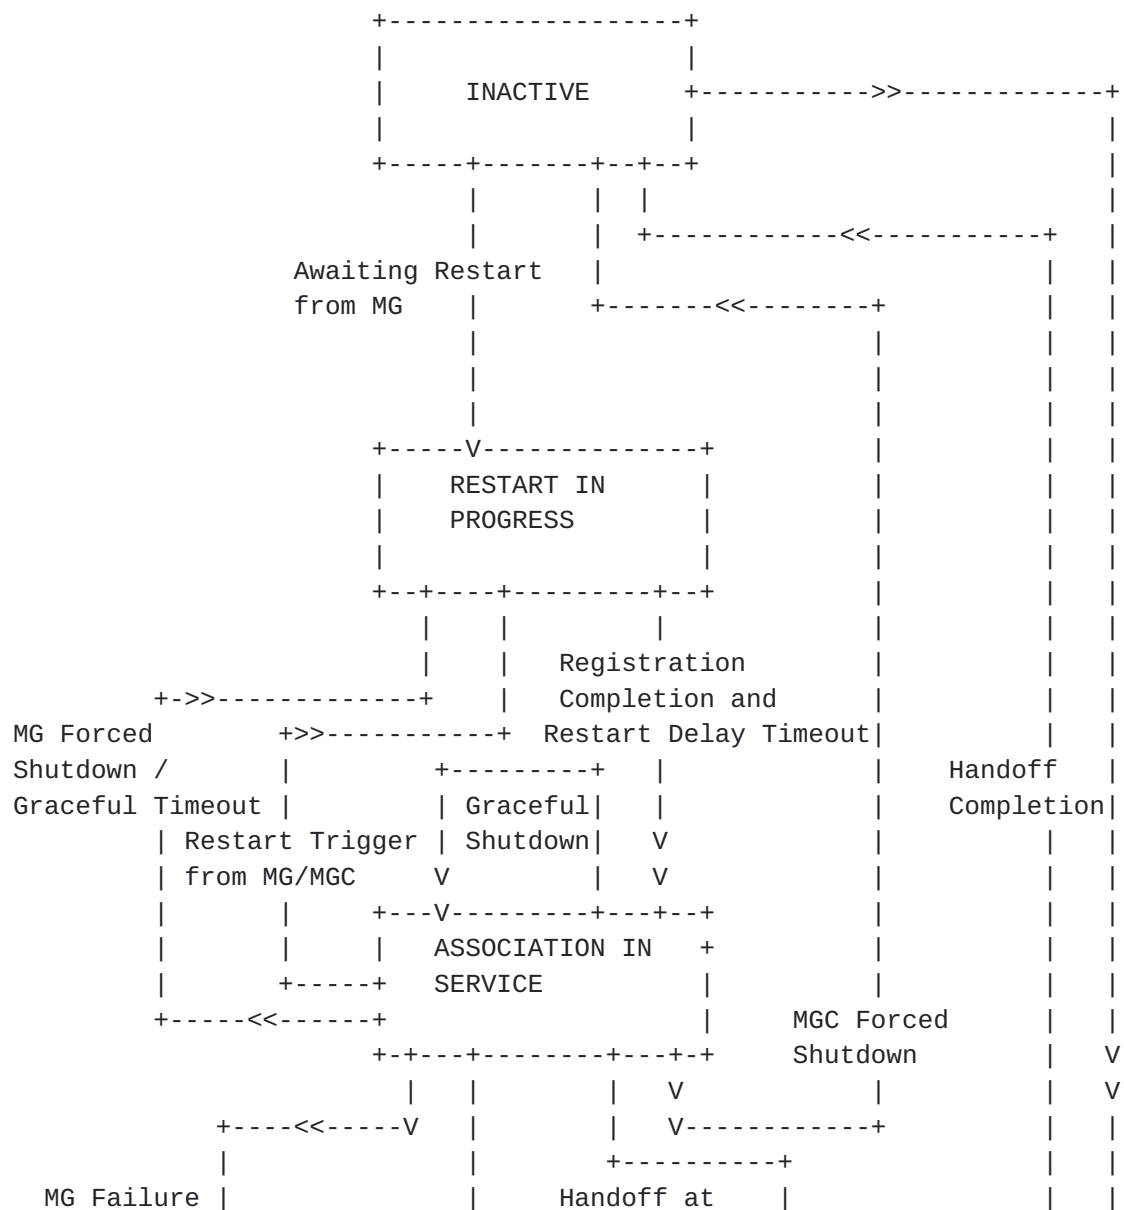 INACTIVE
Awaiting Restart
from MG
RESTART IN
PROGRESS
Registration
Completion and
MG Forced
Restart Delay Timeout
Shutdown /
Handoff
Graceful Timeout
Graceful
Completion
Restart Trigger
Shutdown
from MG/MGC
ASSOCIATION IN
SERVICE
MGC Forced
Shutdown
MG Failure
Handoff at